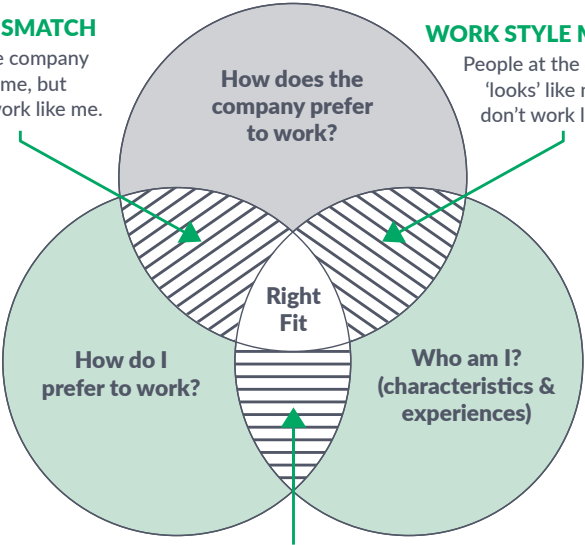 SMATCH
company
me, but
work like me.
WORK STYLE
People at the
'looks' like
don't work
How does the
company prefer
to work?
Right
Fit
How do I
prefer to work?
Who am I?
(characteristics &
experiences)